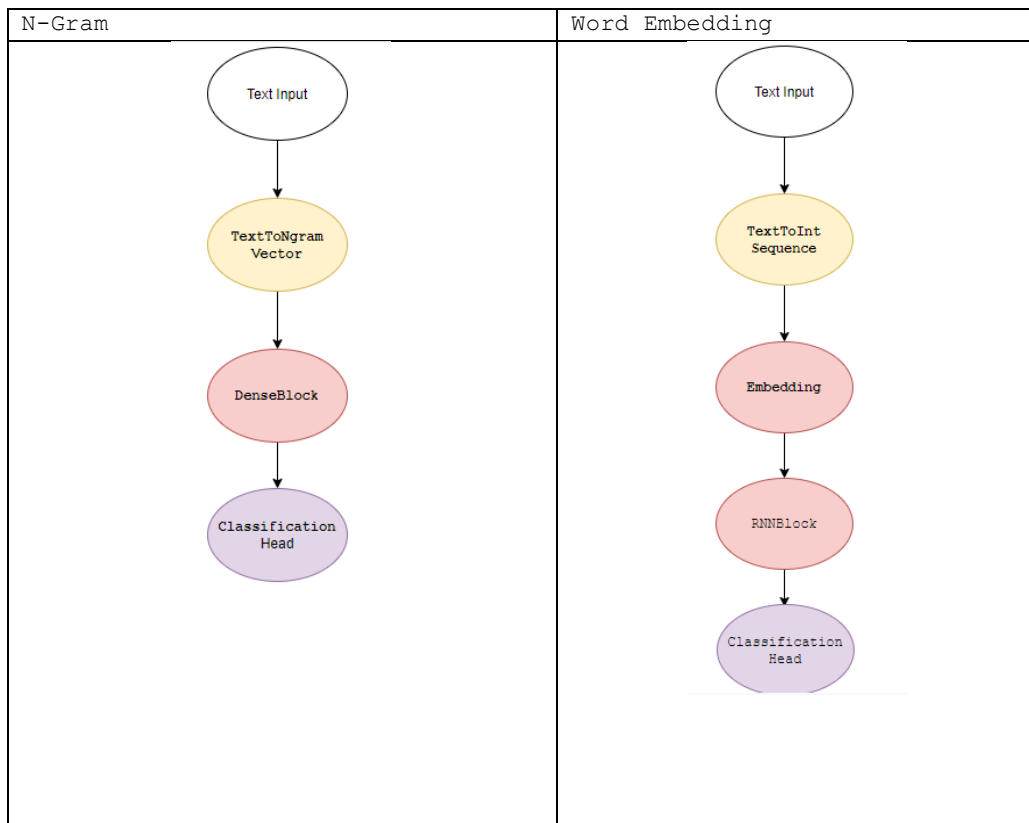 N-Gram
Text Input
TextToNgram
Vector
DenseBlock
Classification
Head
Word Embedding
Text Input
TextToInt
Sequence
Embedding
RNNBlock
Classification
Head